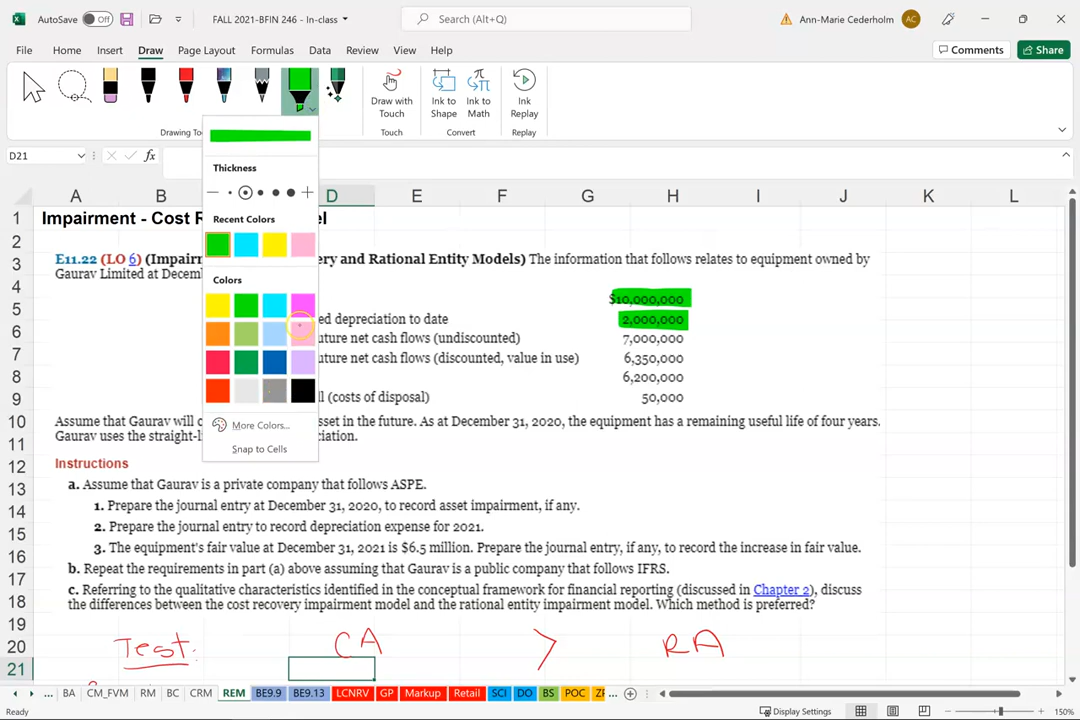 AutoSave Off FALL 2021-BFIN 246 - In-class Search (Alt+Q) Ann-Marie Cederholm AC
File Home Insert Draw Page Layout Formulas Data Review View Help Comments Share
Draw with Touch Ink to Shape Ink to Math Ink Replay
Drawing To Touch Convert Replay
D21 fx
Thickness
Recent Colors
Colors
More Colors...
Snap to Cells
A B D E F G H I J K L
1 Impairment - Cost R el
2
3 E11.22 (LO 6) (Impairm ery and Rational Entity Models) The information that follows relates to equipment owned by
Gaurav Limited at Decem
4
5 $10,000,000
ed depreciation to date 2,000,000
6 uture net cash flows (undiscounted) 7,000,000
7 uture net cash flows (discounted, value in use) 6,350,000
8 6,200,000
9 l (costs of disposal) 50,000
10 Assume that Gaurav will c sset in the future. As at December 31, 2020, the equipment has a remaining useful life of four years.
11 Gaurav uses the straight-li iation.
12 Instructions
13 a. Assume that Gaurav is a private company that follows ASPE.
14 1. Prepare the journal entry at December 31, 2020, to record asset impairment, if any.
15 2. Prepare the journal entry to record depreciation expense for 2021.
16 3. The equipment's fair value at December 31, 2021 is $6.5 million. Prepare the journal entry, if any, to record the increase in fair value.
17 b. Repeat the requirements in part (a) above assuming that Gaurav is a public company that follows IFRS.
18 c. Referring to the qualitative characteristics identified in the conceptual framework for financial reporting (discussed in Chapter 2), discuss
the differences between the cost recovery impairment model and the rational entity impairment model. Which method is preferred?
19
20 Test: CA > RA
21
... BA CM_FVM RM BC CRM REM BE9.9 BE9.13 LCNRV GP Markup Retail SCI DO BS POC ZF ...
Display Settings 150%